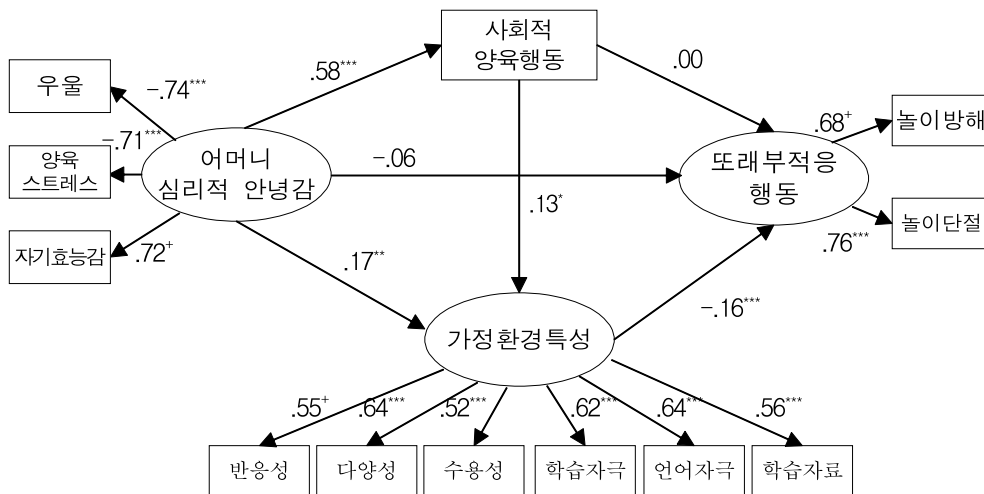 사회적
양육행동
우울
-.74***
.58***
.00
-.71***
양육
스트레스
어머니
심리적 안녕감
-.06
또래부적응
행동
.68+
놀이방해
.13*
자기효능감
.72+
.17**
-.16***
.76***
놀이단절
가정환경특성
.55+
.64***
.52***
.62***
.64***
.56***
반응성
다양성
수용성
학습자극
언어자극
학습자료